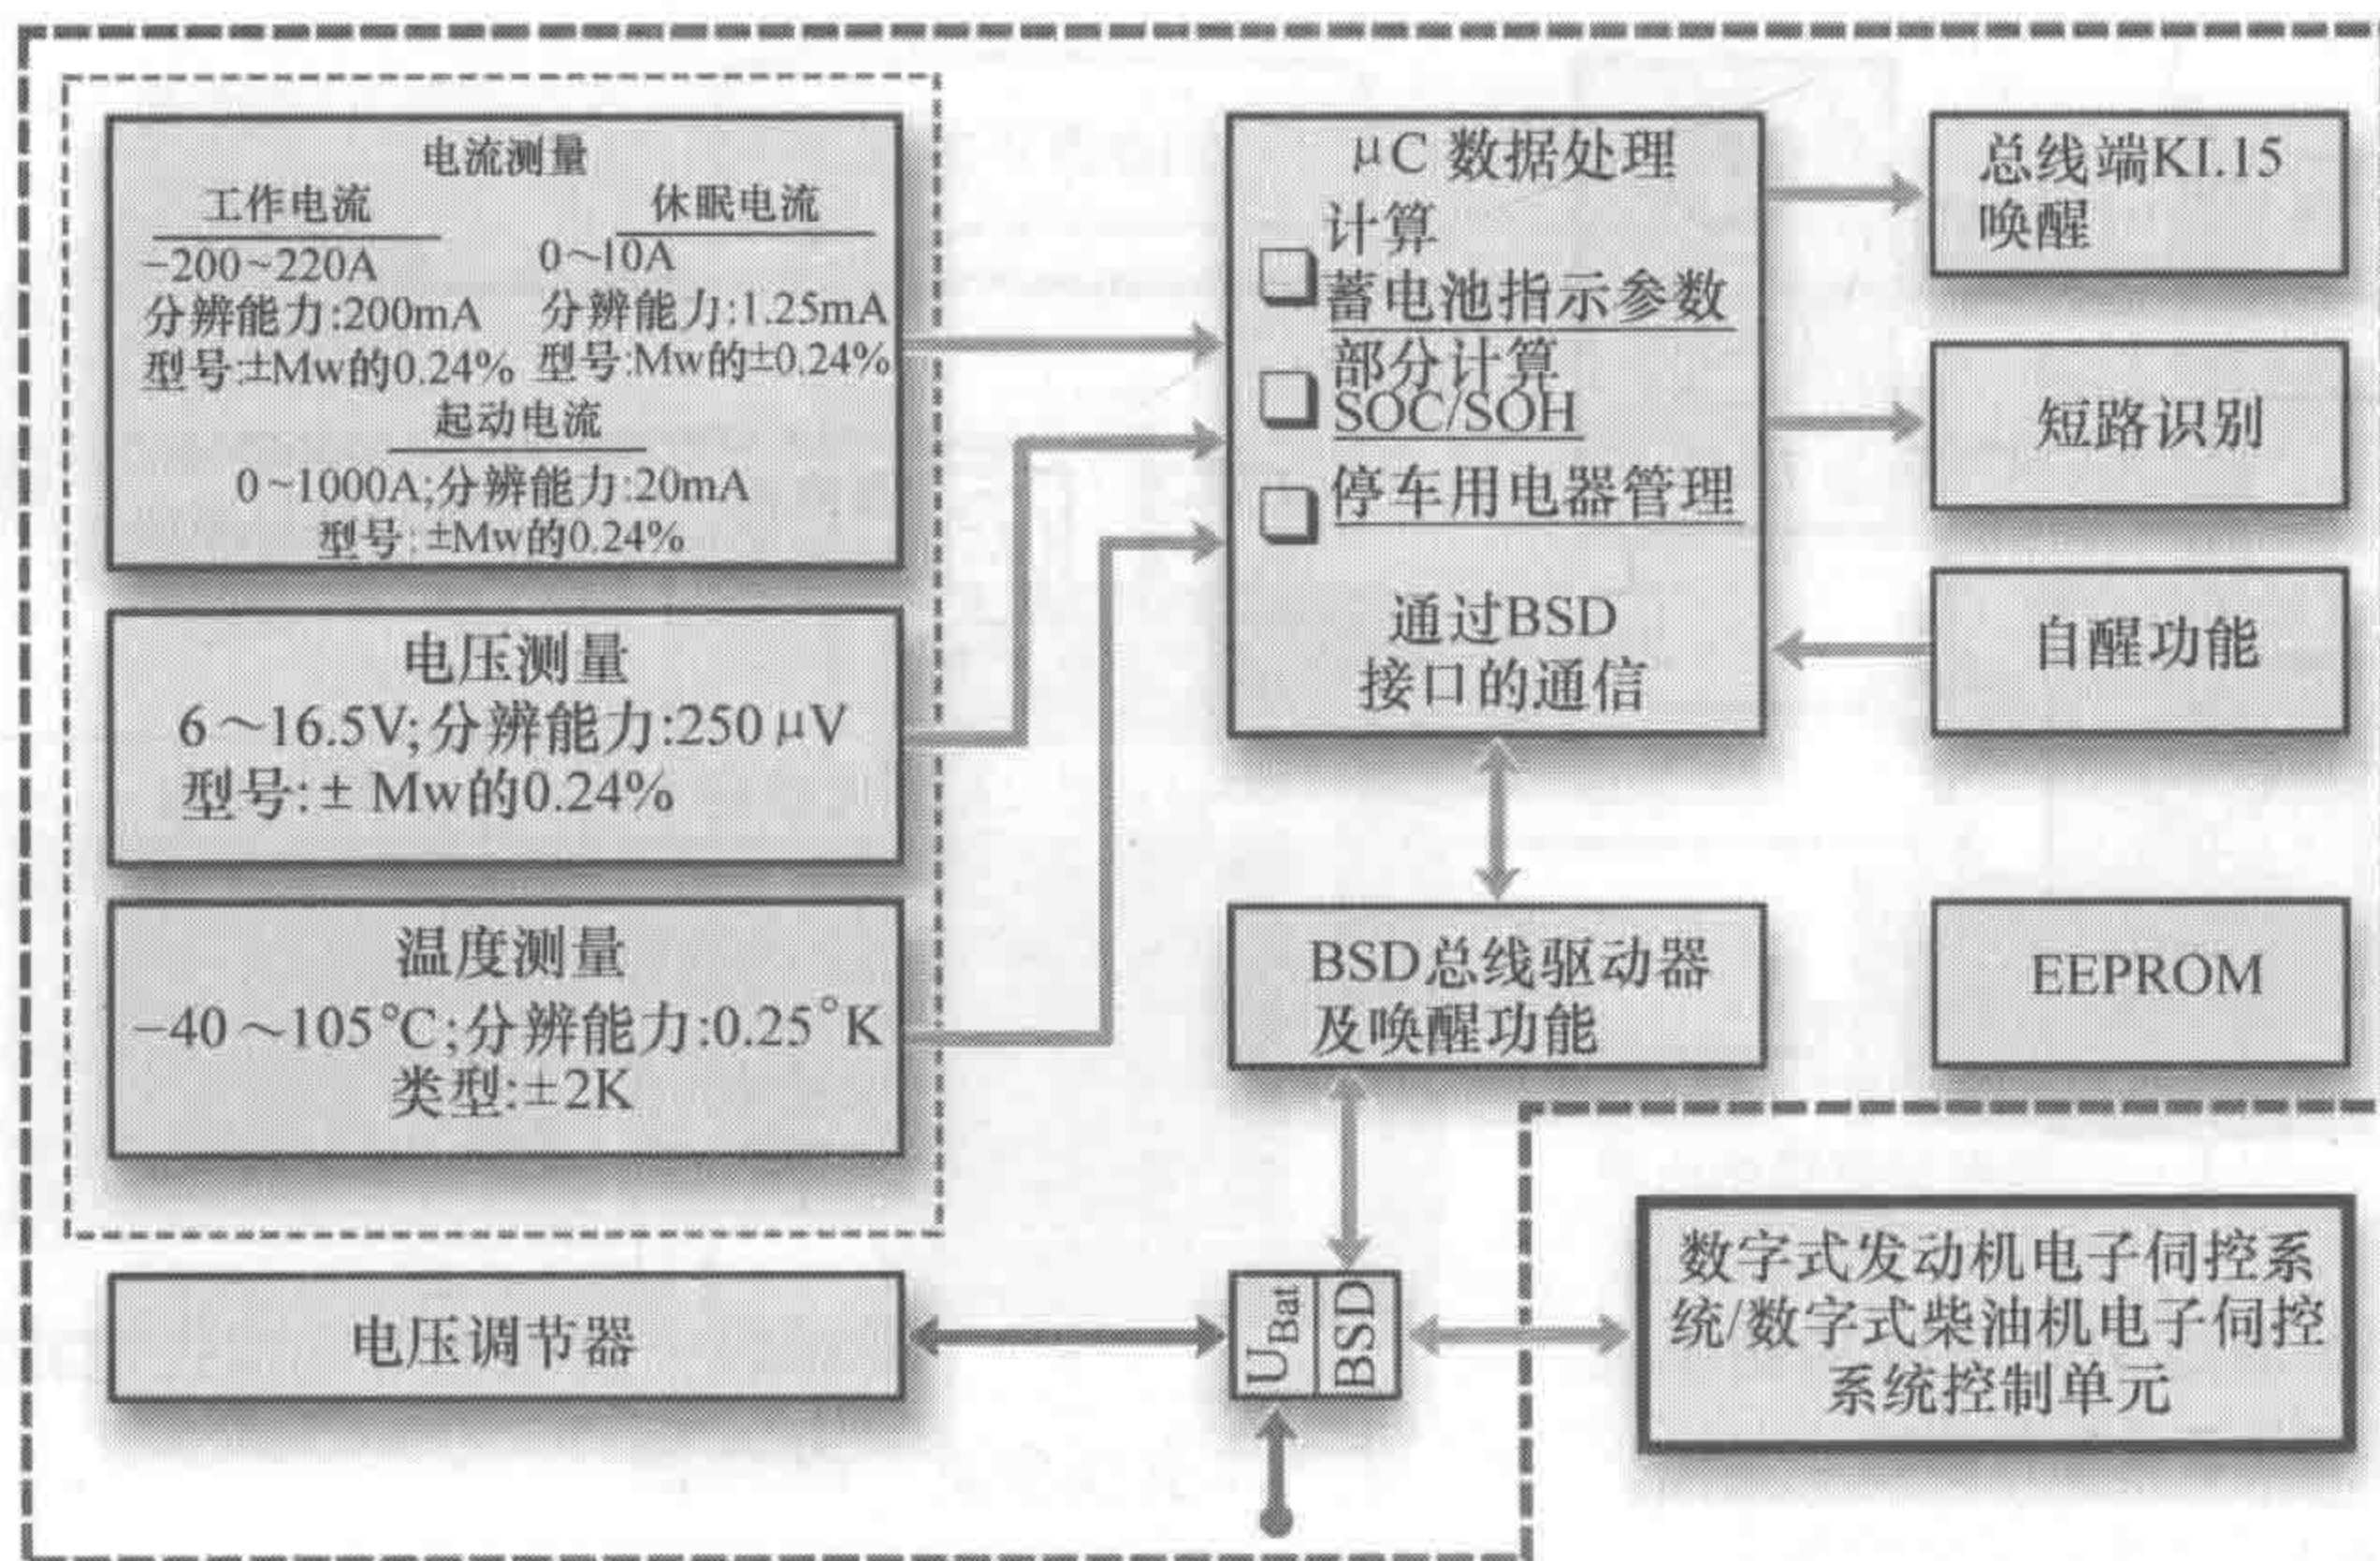 电流测量
工作电流
-200~220A
分辨能力:200mA
型号:±Mw的0.24%
休眠电流
0~10A
分辨能力:1.25mA
型号:Mw的±0.24%
起动电流
0~1000A;分辨能力:20mA
型号:±Mw的0.24%
电压测量
6~16.5V;分辨能力:250μV
型号:± Mw的0.24%
温度测量
-40~105℃;分辨能力:0.25°K
类型:±2K
电压调节器
μC 数据处理
计算
蓄电池指示参数
部分计算
SOC/SOH
停车用电器管理
通过BSD
接口的通信
BSD总线驱动器
及唤醒功能
UBat
BSD
总线端KI.15
唤醒
短路识别
自醒功能
EEPROM
数字式发动机电子伺控系
统/数字式柴油机电子伺控
系统控制单元